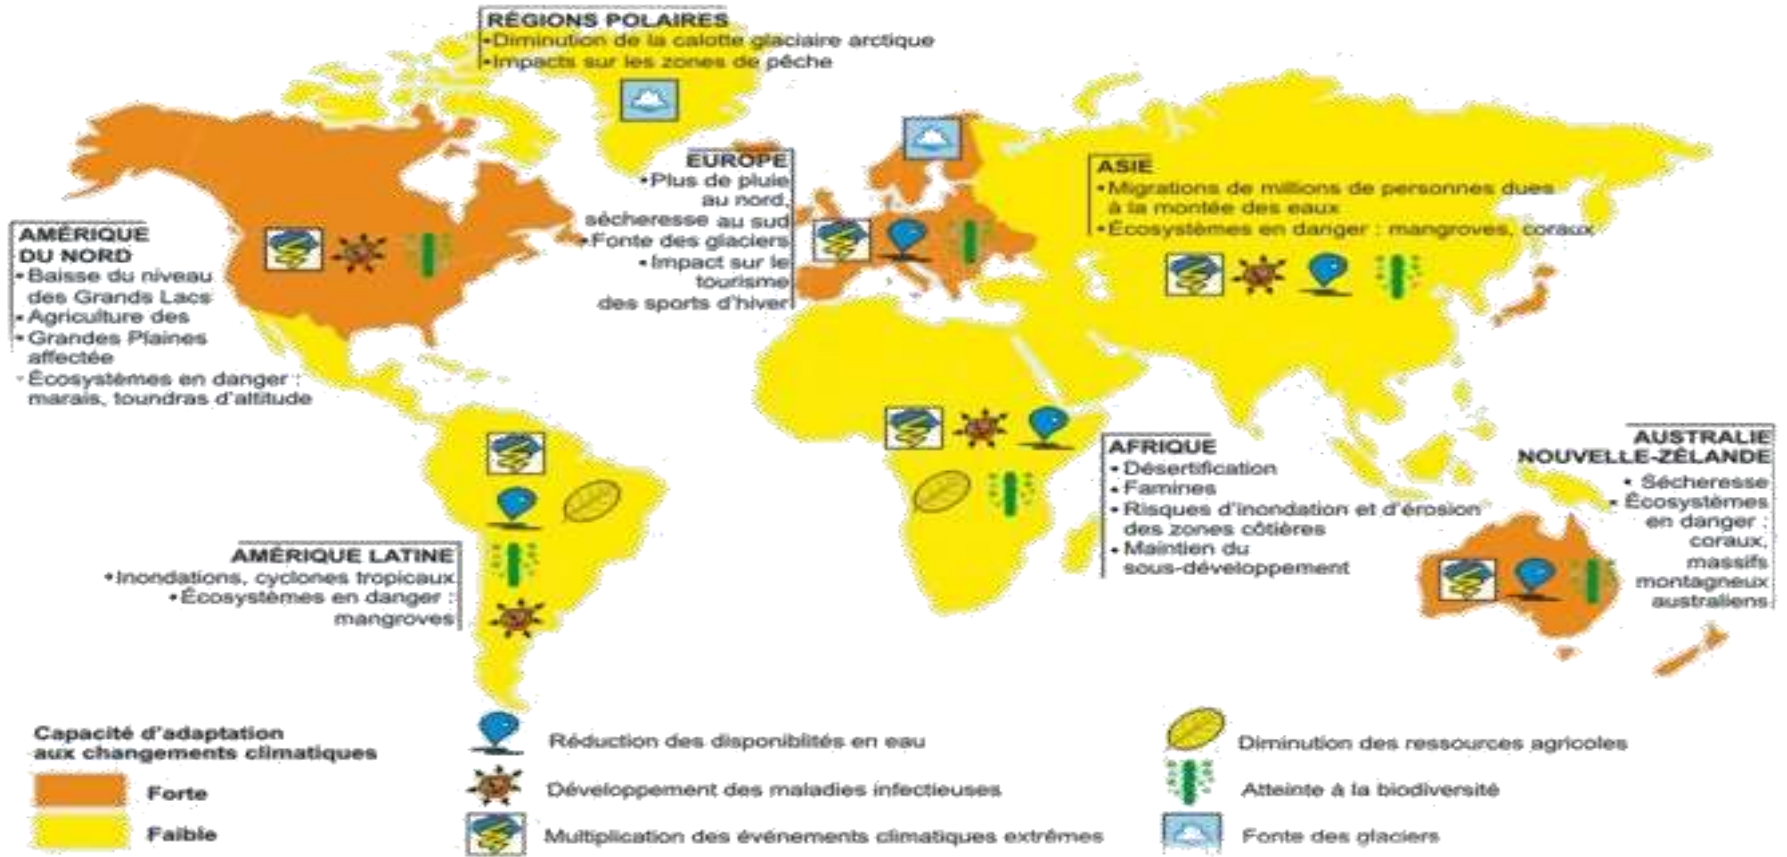 RÉGIONS POLAIRES
•Diminution de la calotte glaciaire arctique
•Impacts sur les zones de pêche
EUROPE
•Plus de pluie
au nord,
sécheresse au sud
•Fonte des glaciers
•Impact sur le
tourisme
des sports d'hiver
ASIE
•Migrations de millions de personnes dues
à la montée des eaux
•Écosystèmes en danger : mangroves, coraux
AMÉRIQUE
DU NORD
•Baisse du niveau
des Grands Lacs
•Agriculture des
•Grandes Plaines
affectée
•Écosystèmes en danger :
marais, toundras d'altitude
AFRIQUE
•Désertification
•Famines
•Risques d'inondation et d'érosion
des zones côtières
•Maintien du
sous-développement
AUSTRALIE
NOUVELLE-ZÉLANDE
•Sécheresse
•Écosystèmes
en danger :
coraux,
massifs
montagneux
australiens
AMÉRIQUE LATINE
•Inondations, cyclones tropicaux
•Écosystèmes en danger :
mangroves
Capacité d'adaptation
aux changements climatiques
Forte
Faible
Réduction des disponiblités en eau
Développement des maladies infectieuses
Multiplication des événements climatiques extrêmes
Diminution des ressources agricoles
Atteinte à la biodiversité
Fonte des glaciers